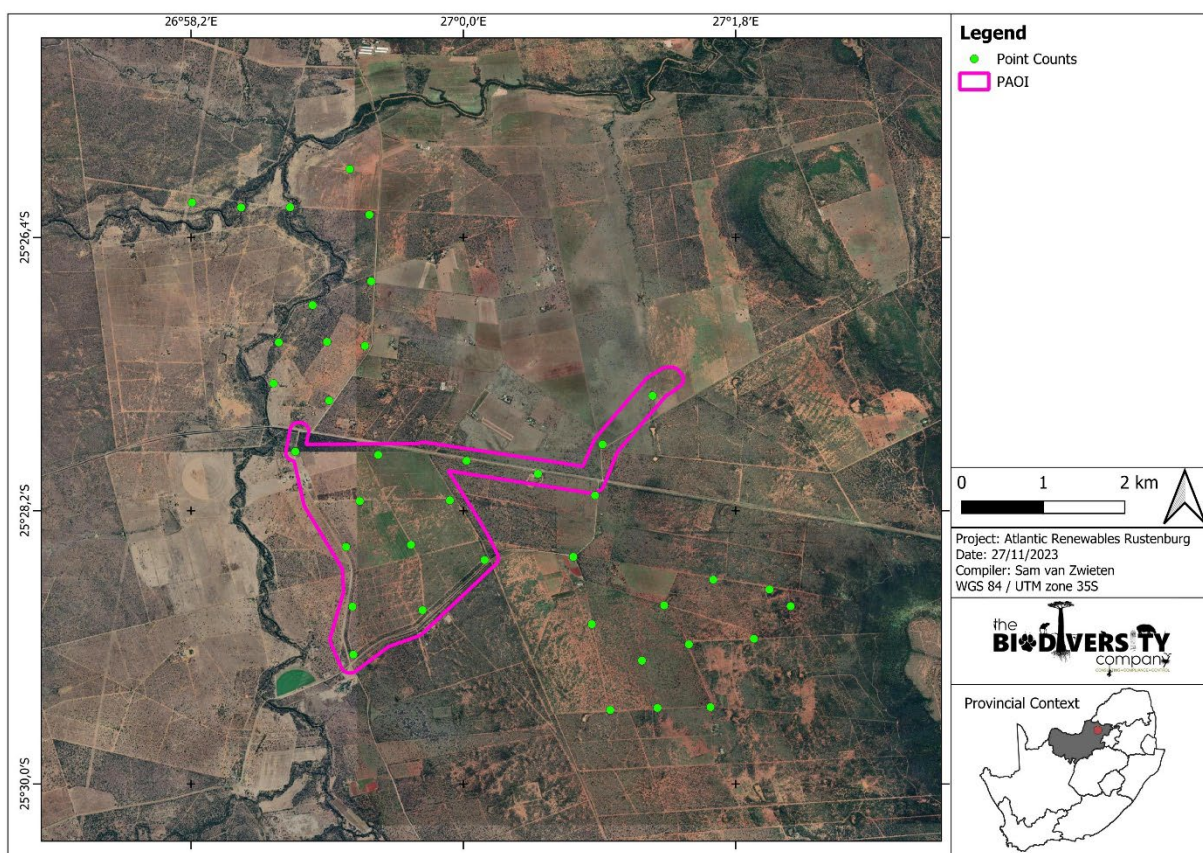 26°58,2'E
27°0,0'E
27°1,8'E
25°26,4'S
25°28,2'S
25°30,0'S
Legend
Point Counts
PAOI
0 1 2 km
Project: Atlantic Renewables Rustenburg
Date: 27/11/2023
Compiler: Sam van Zwieten
WGS 84 / UTM zone 35S
the
BIODIVERSITY
company
Provincial Context